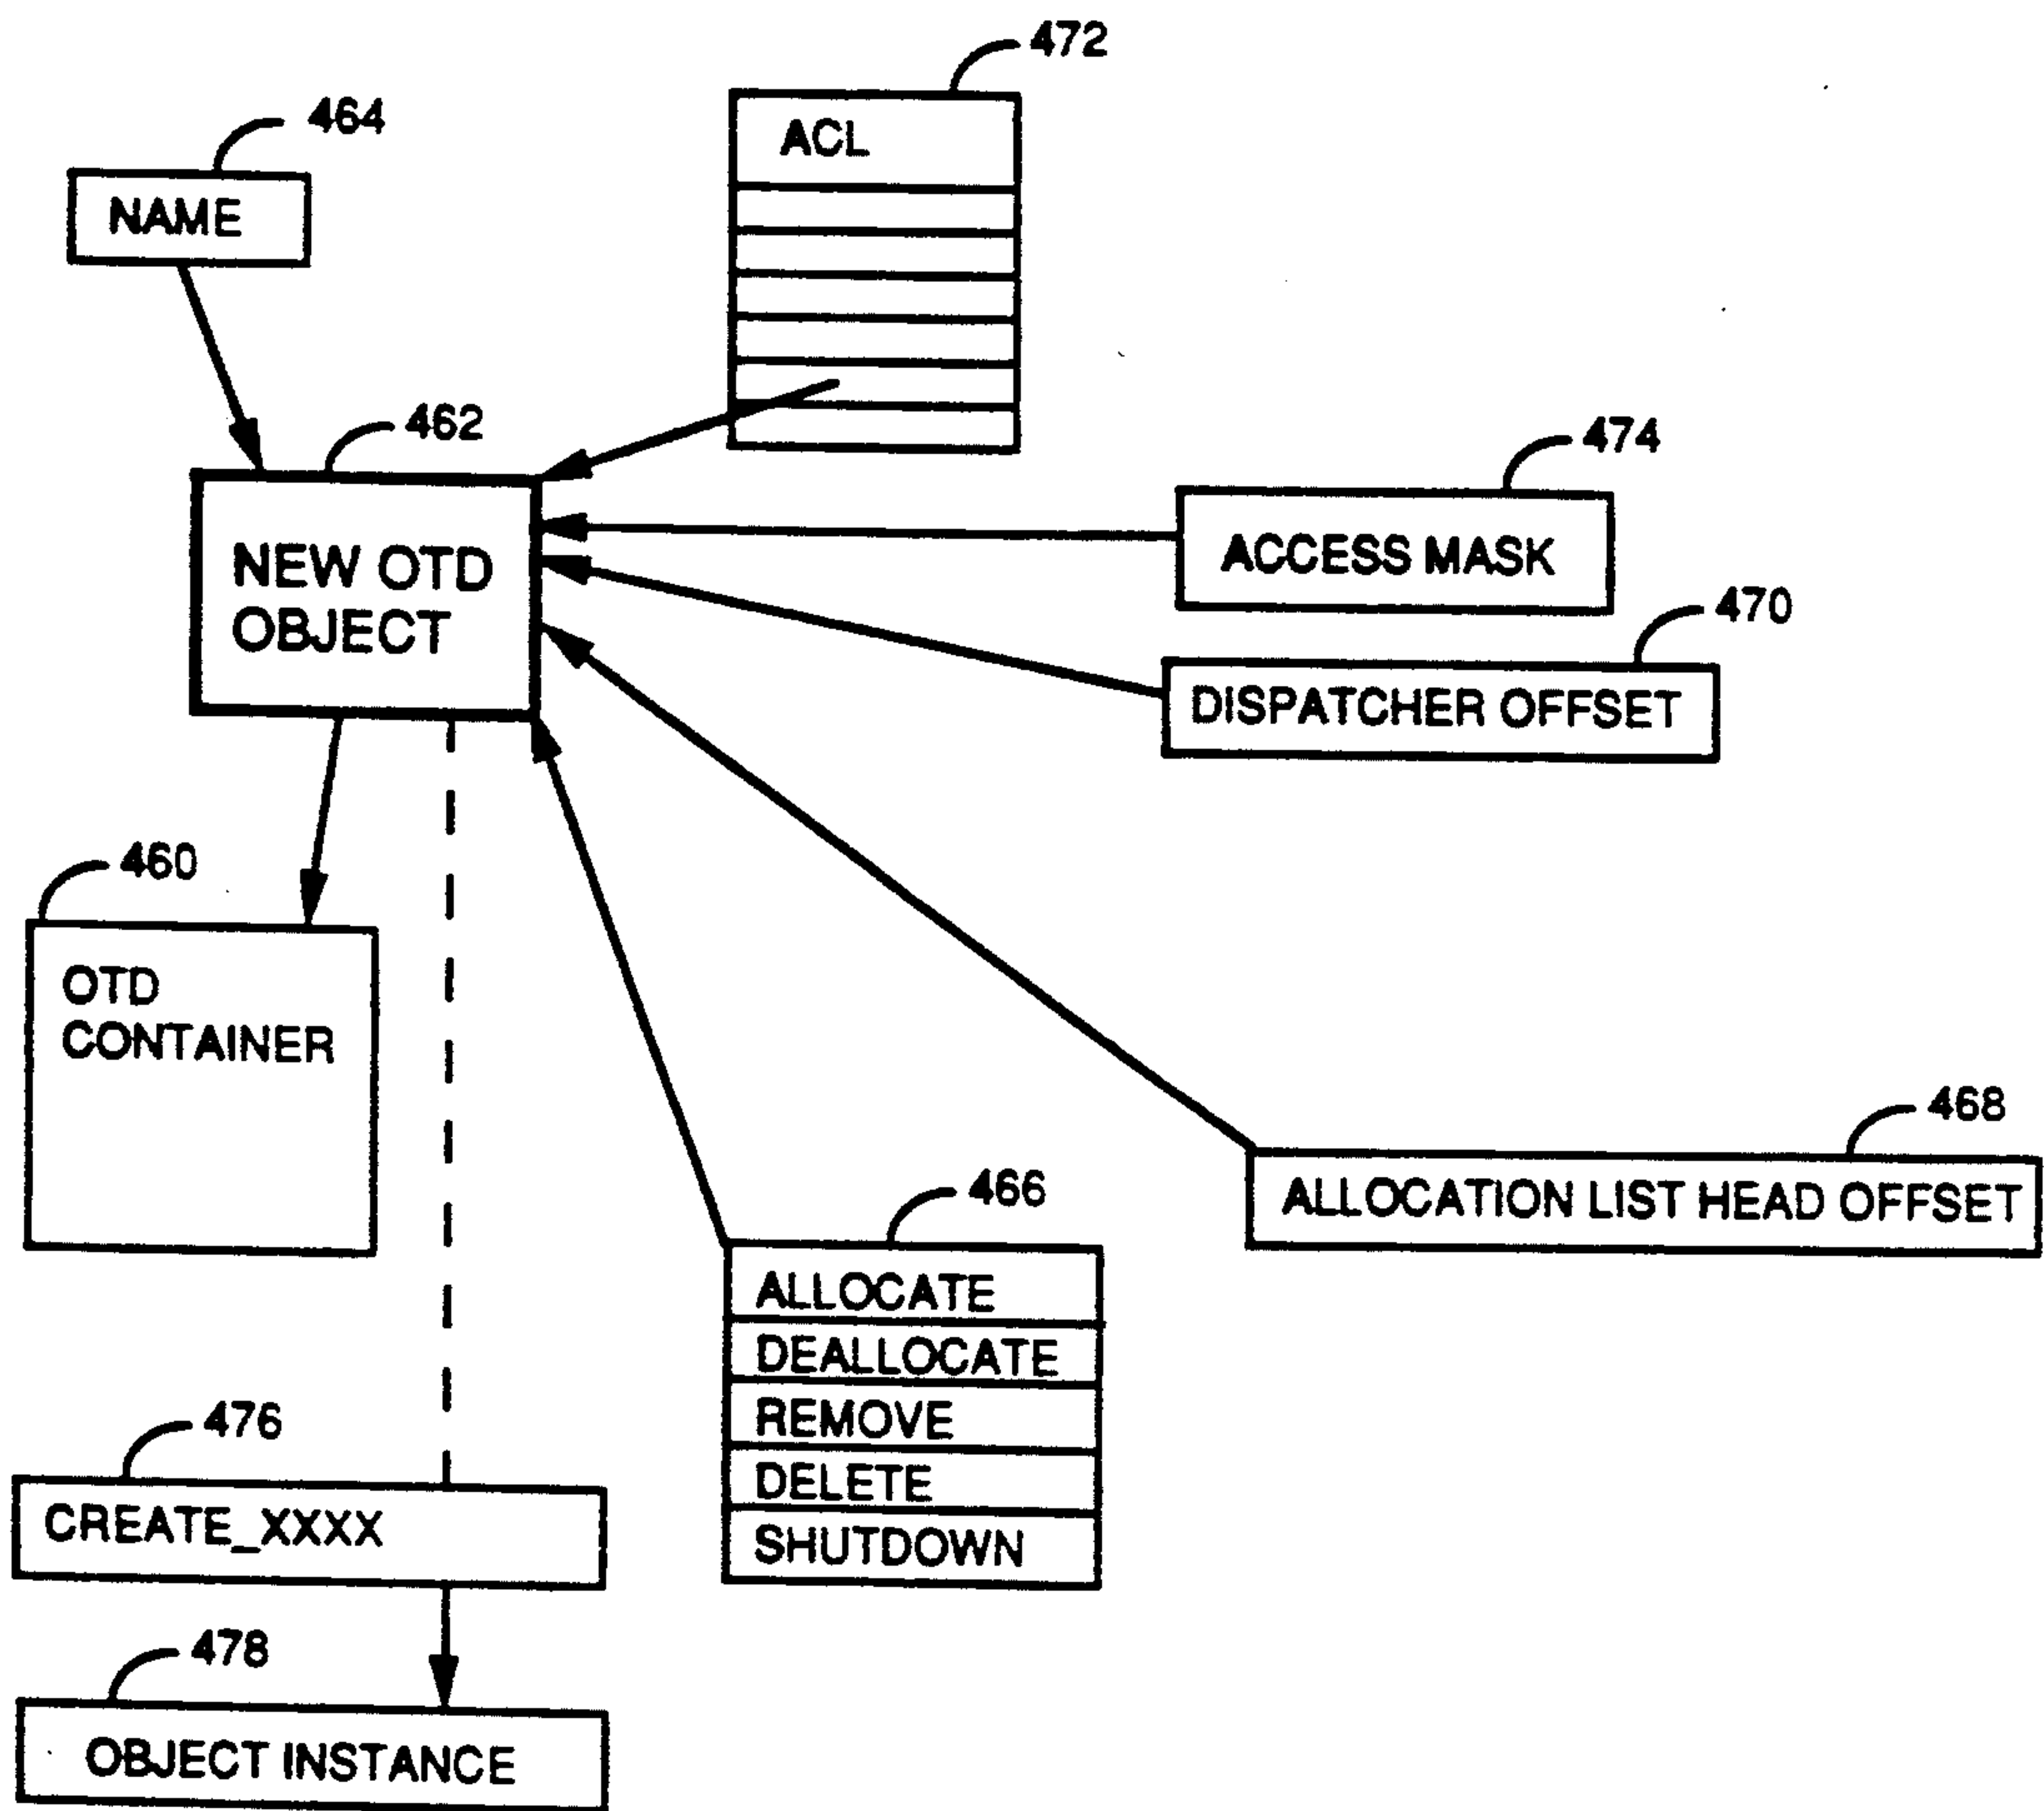 472
464
ACL
NAME
462
474
ACCESS MASK
NEW OTD
OBJECT
470
DISPATCHER OFFSET
460
OTD
CONTAINER
468
ALLOCATION LIST HEAD OFFSET
466
ALLOCATE
DEALLOCATE
REMOVE
DELETE
SHUTDOWN
476
CREATE_XXXX
478
OBJECT INSTANCE